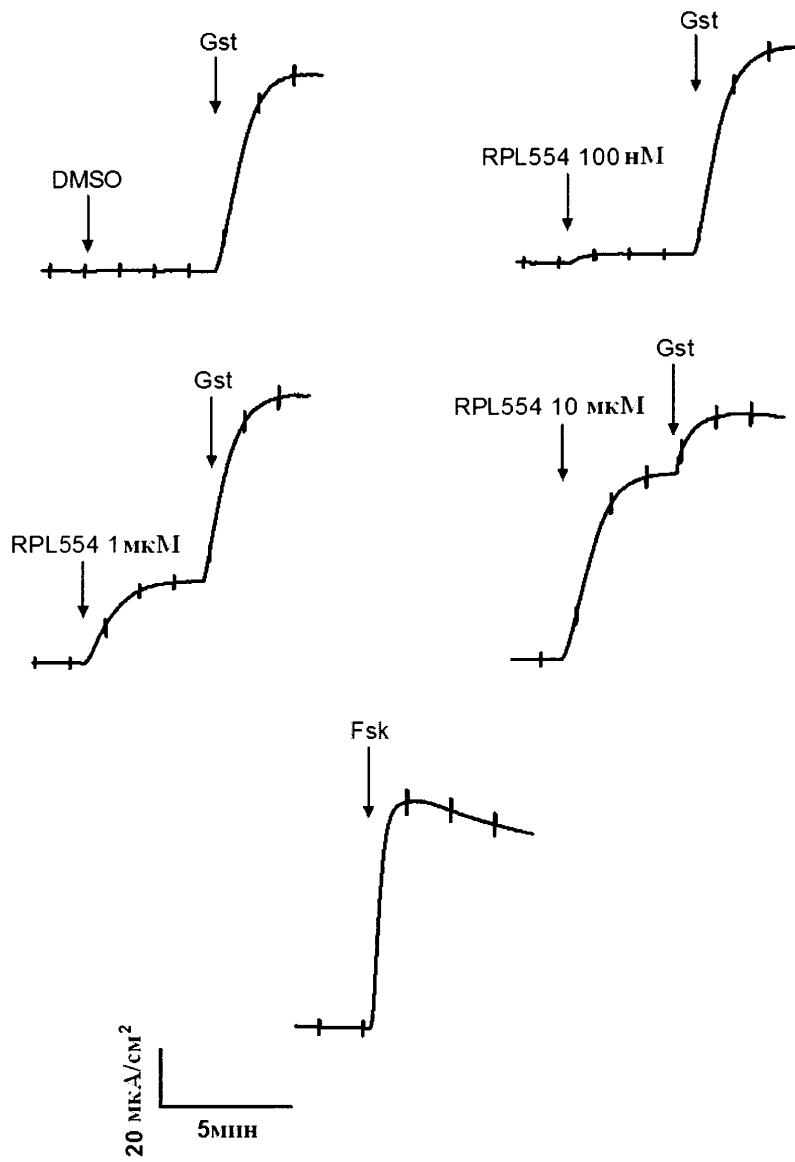 Gst
DMSO
Gst
RPL554 100 нМ
Gst
RPL554 1 мкМ
Gst
RPL554 10 мкМ
Fsk
20 мкА/см²
5мин